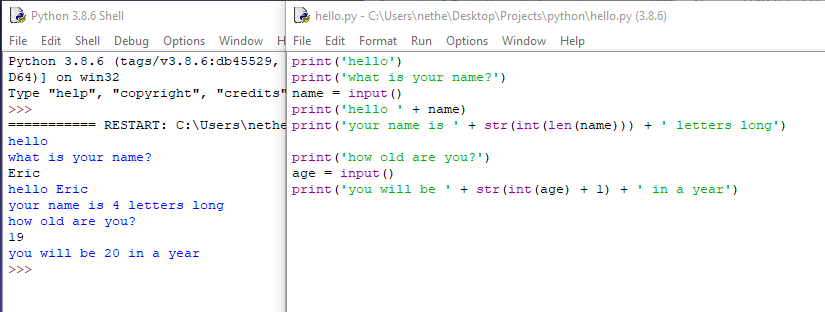 Python 3.8.6 Shell
File Edit Shell Debug Options Window H
Python 3.8.6 (tags/v3.8.6:db45529,
D64)] on win32
Type "help", "copyright", "credits"
>>>
=========== RESTART: C:\Users\nethe
hello
what is your name?
Eric
hello Eric
your name is 4 letters long
how old are you?
19
you will be 20 in a year
>>>
hello.py - C:\Users\nethe\Desktop\Projects\python\hello.py (3.8.6)
File Edit Format Run Options Window Help
print('hello')
print('what is your name?')
name = input()
print('hello ' + name)
print('your name is ' + str(int(len(name))) + ' letters long')
print('how old are you?')
age = input()
print('you will be ' + str(int(age) + 1) + ' in a year')